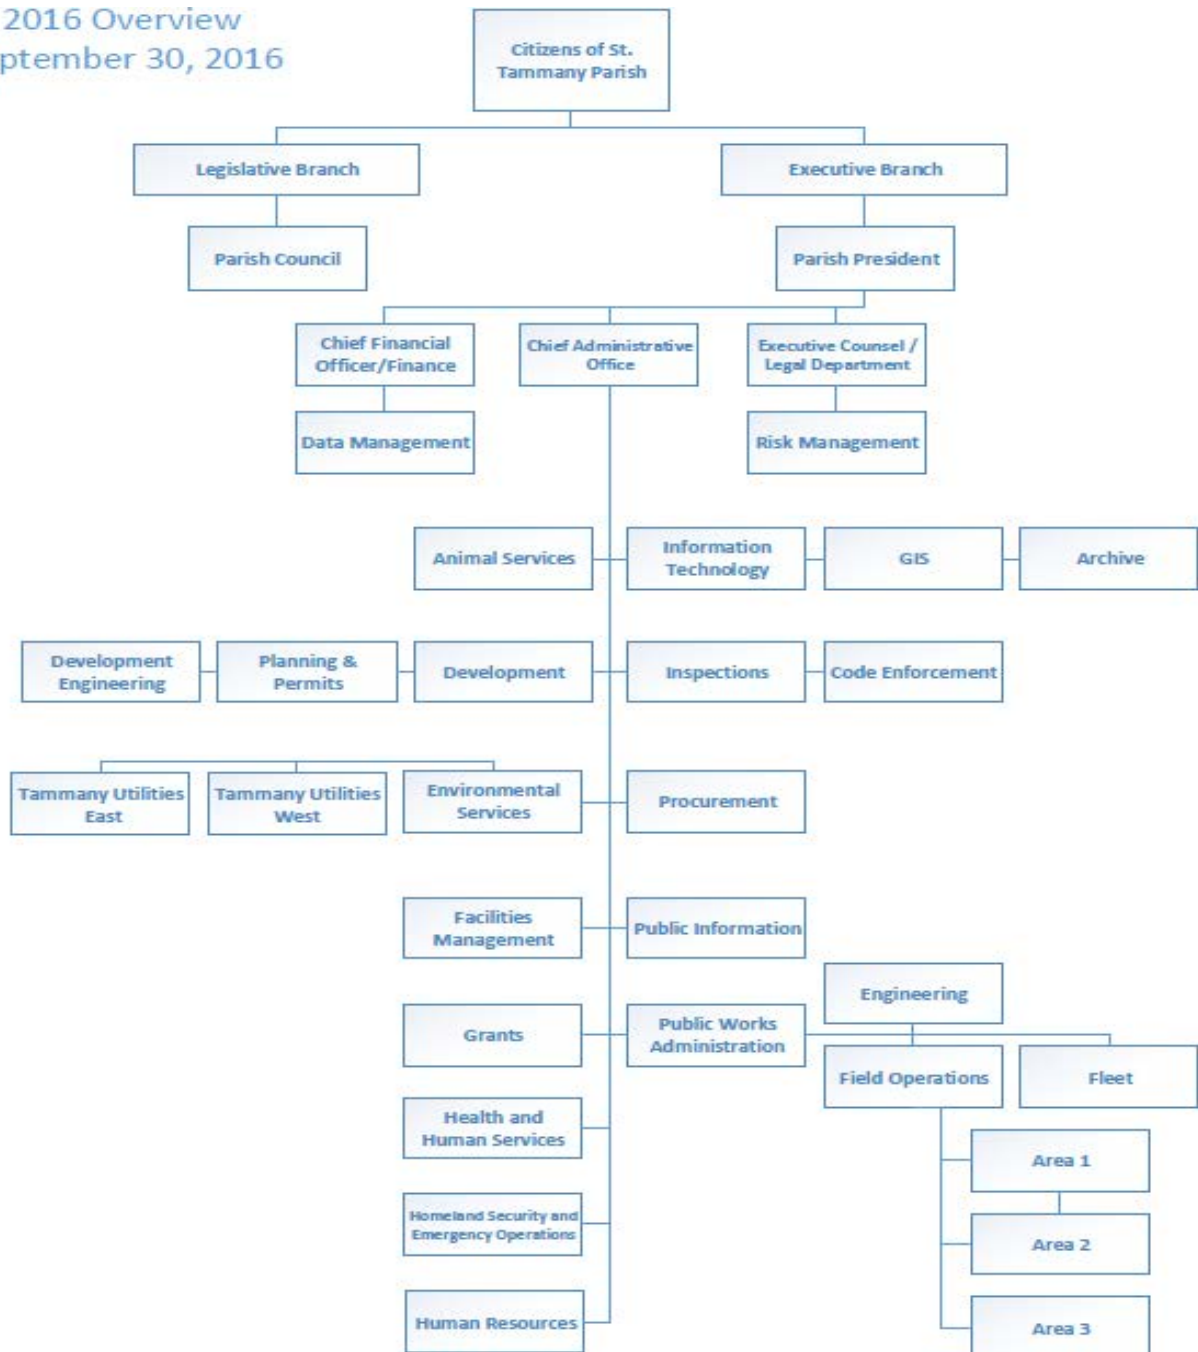 2016 Overview
ptember 30, 2016
Citizens of St.
Tammany Parish
Legislative Branch
Executive Branch
Parish Council
Parish President
Chief Financial
Officer/Finance
Chief Administrative
Office
Executive Counsel /
Legal Department
Data Management
Risk Management
Animal Services
Information
Technology
GIS
Archive
Development
Engineering
Planning &
Permits
Development
Inspections
Code Enforcement
Tammany Utilities
East
Tammany Utilities
West
Environmental
Services
Procurement
Facilities
Management
Public Information
Engineering
Grants
Public Works
Administration
Field Operations
Fleet
Health and
Human Services
Area 1
Homeland Security and
Emergency Operations
Area 2
Human Resources
Area 3